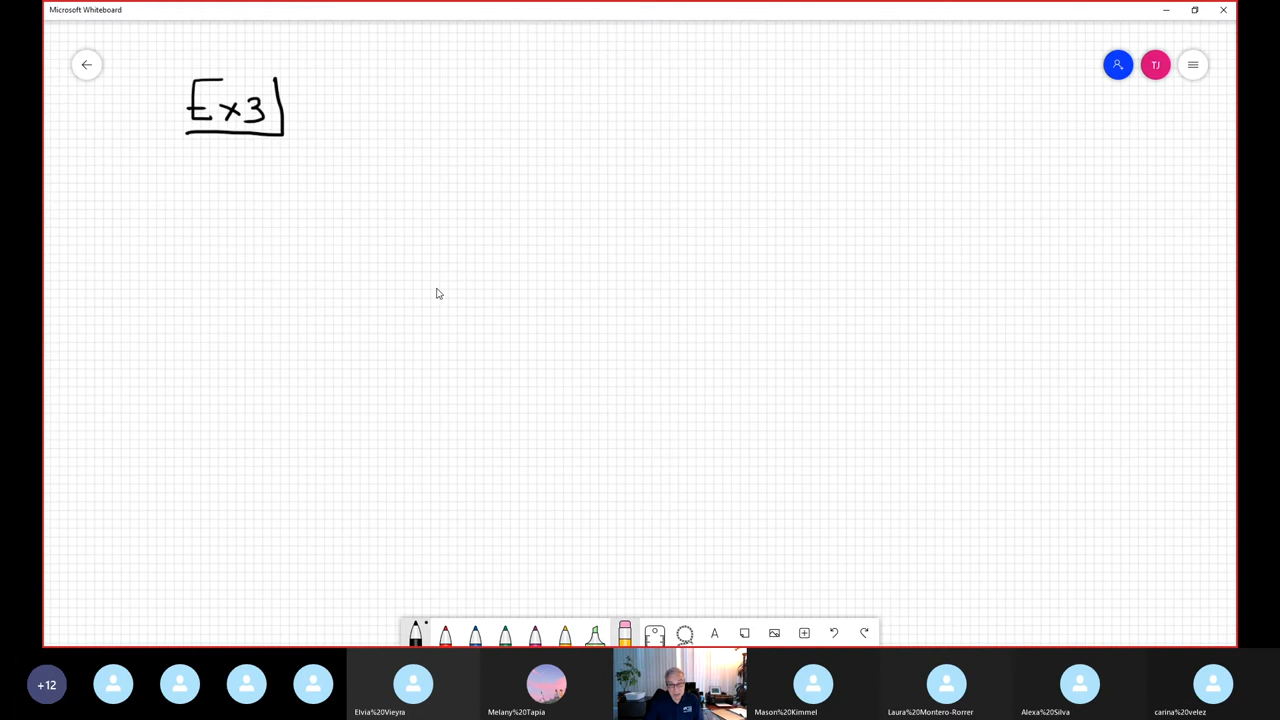 Microsoft Whiteboard
TJ
Ex3
A
+12
Elvia%20Vieyra
Melany%20Tapia
Mason%20Kimmel
Laura%20Montero-Rorrer
Alexa%20Silva
carina%20velez